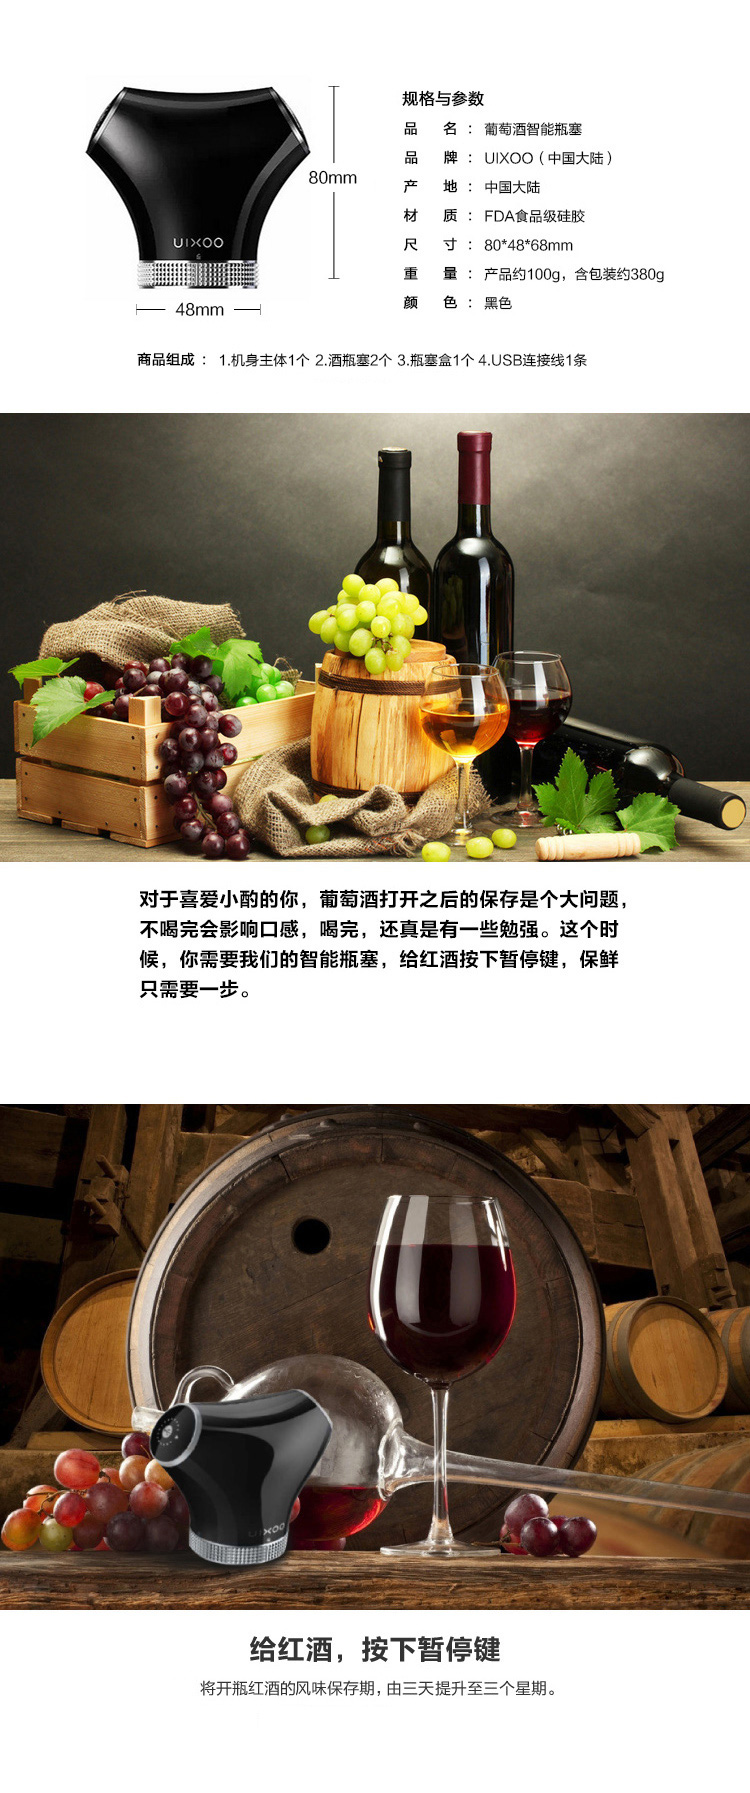 规格与参数
品 名 ： 葡萄酒智能瓶塞
品 牌 ： UIXOO（中国大陆）
产 地 ： 中国大陆
材 质 ： FDA食品级硅胶
尺 寸 ： 80*48*68mm
重 量 ： 产品约100g，含包装约380g
颜 色 ： 黑色
80mm
UIXOO
48mm
商品组成 ： 1.机身主体1个 2.酒瓶塞2个 3.瓶塞盒1个 4.USB连接线1条
对于喜爱小酌的你，葡萄酒打开之后的保存是个大问题，
不喝完会影响口感，喝完，还真是有一些勉强。这个时
候，你需要我们的智能瓶塞，给红酒按下暂停键，保鲜
只需要一步。
UIXOO
给红酒，按下暂停键
将开瓶红酒的风味保存期，由三天提升至三个星期。